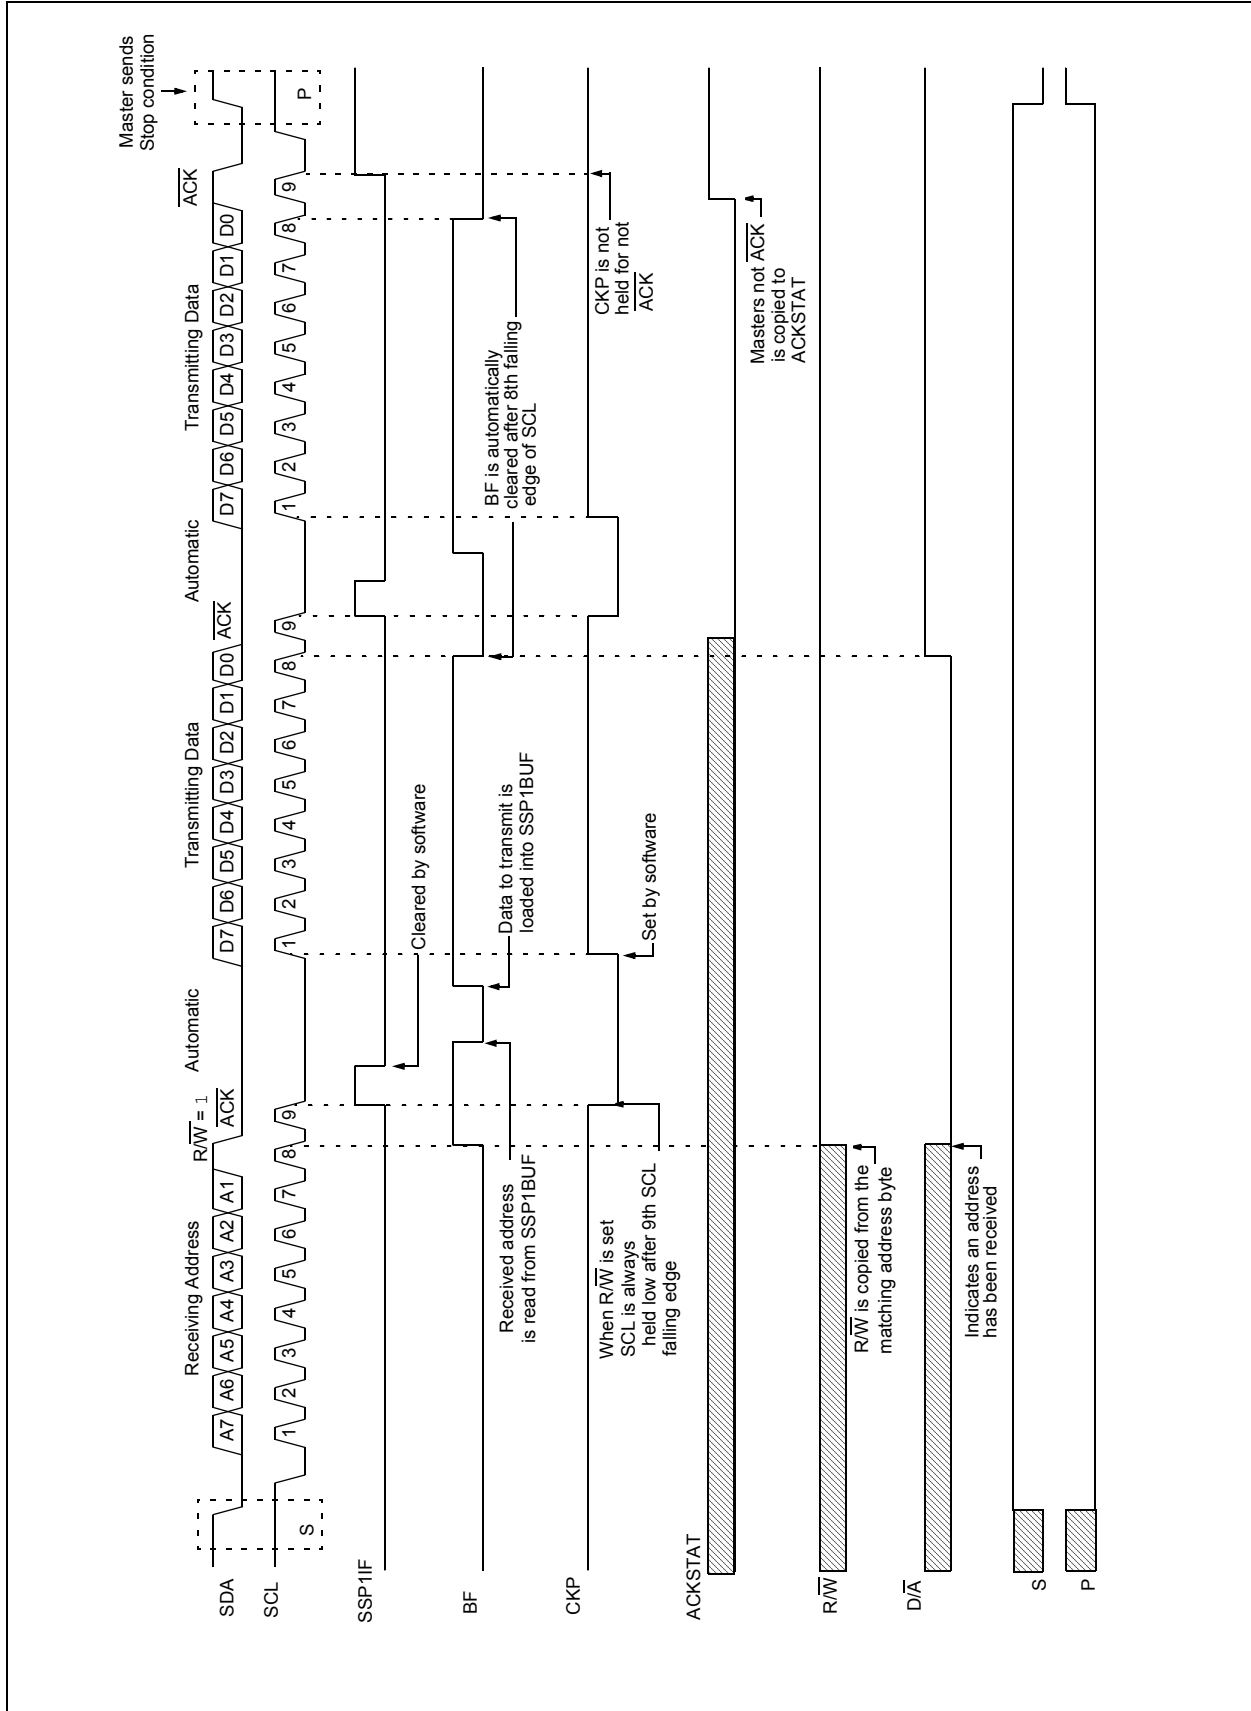 Master sends
Stop condition
Receiving Address
R/W = 1
ACK
Automatic
Transmitting Data
ACK
Automatic
Transmitting Data
ACK
SDA
A7 A6 A5 A4 A3 A2 A1
D7 D6 D5 D4 D3 D2 D1 D0
D7 D6 D5 D4 D3 D2 D1 D0
SCL
S
1 2 3 4 5 6 7 8 9
1 2 3 4 5 6 7 8 9
1 2 3 4 5 6 7 8 9
P
SSP1IF
Cleared by software
BF
Received address
is read from SSP1BUF
Data to transmit is
loaded into SSP1BUF
BF is automatically
cleared after 8th falling
edge of SCL
CKP
When R/W is set
SCL is always
held low after 9th SCL
falling edge
Set by software
CKP is not
held for not
ACK
ACKSTAT
Masters not ACK
is copied to
ACKSTAT
R/W
R/W is copied from the
matching address byte
D/A
Indicates an address
has been received
S
P